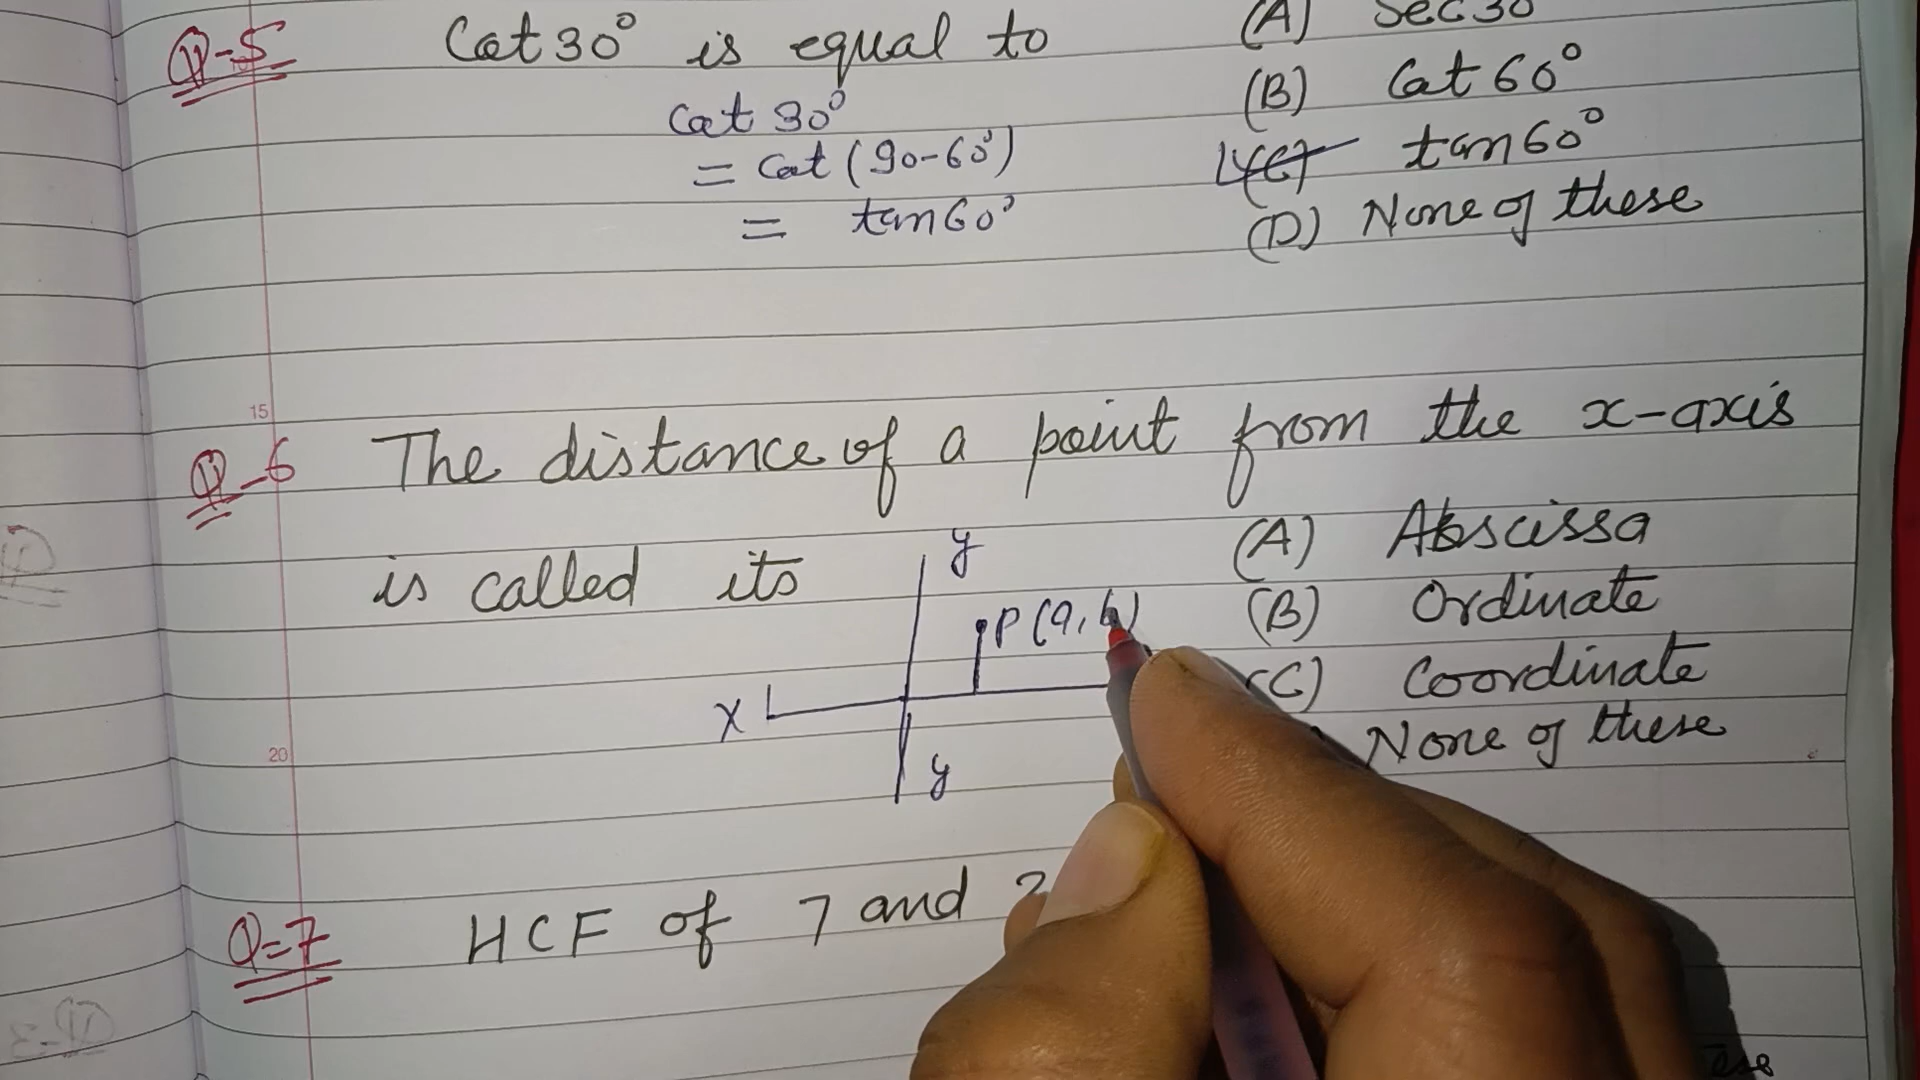 Q-5 Cot 30° is equal to (A) Sec 30
cot 30° (B) Cot 60°
= cot (90-60°) (C) tan 60°
= tan 60° (D) None of these
15
Q-6 The distance of a point from the x-axis
is called its (A) Abscissa
y
P(a, b) (B) Ordinate
X (C) Coordinate
None of these
y
20
Q=7 HCF of 7 and